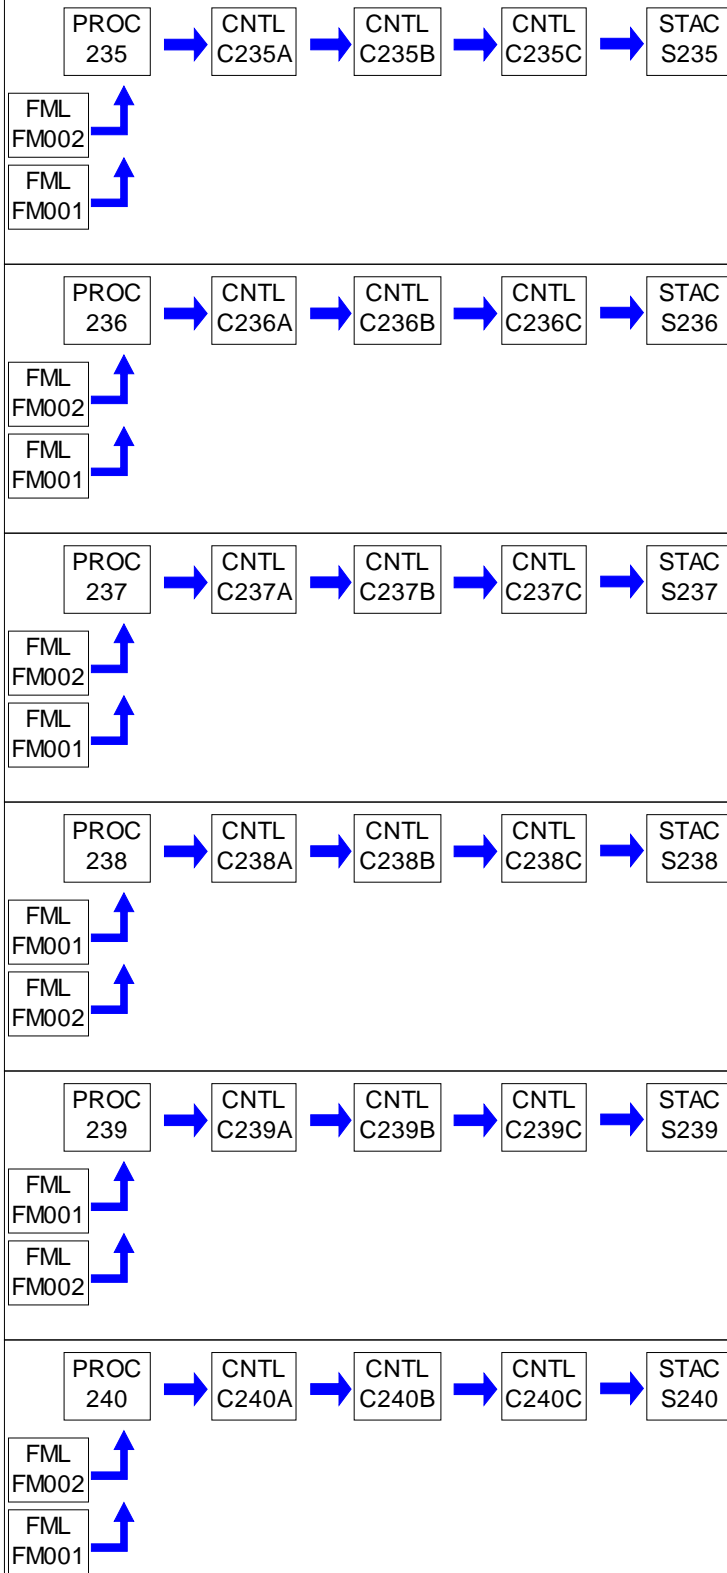 PROC
235
CNTL
C235A
CNTL
C235B
CNTL
C235C
STAC
S235
FML
FM002
FML
FM001
PROC
236
CNTL
C236A
CNTL
C236B
CNTL
C236C
STAC
S236
FML
FM002
FML
FM001
PROC
237
CNTL
C237A
CNTL
C237B
CNTL
C237C
STAC
S237
FML
FM002
FML
FM001
PROC
238
CNTL
C238A
CNTL
C238B
CNTL
C238C
STAC
S238
FML
FM001
FML
FM002
PROC
239
CNTL
C239A
CNTL
C239B
CNTL
C239C
STAC
S239
FML
FM001
FML
FM002
PROC
240
CNTL
C240A
CNTL
C240B
CNTL
C240C
STAC
S240
FML
FM002
FML
FM001